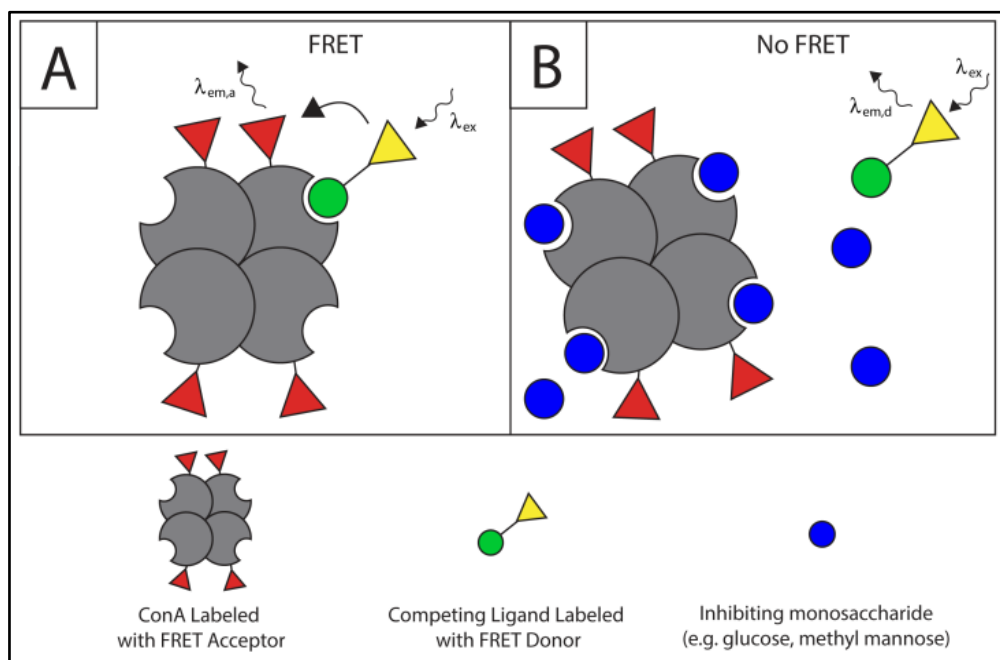 A
FRET
λem,a
λex
B
No FRET
λex
λem,d
ConA Labeled
with FRET Acceptor
Competing Ligand Labeled
with FRET Donor
Inhibiting monosaccharide
(e.g. glucose, methyl mannose)